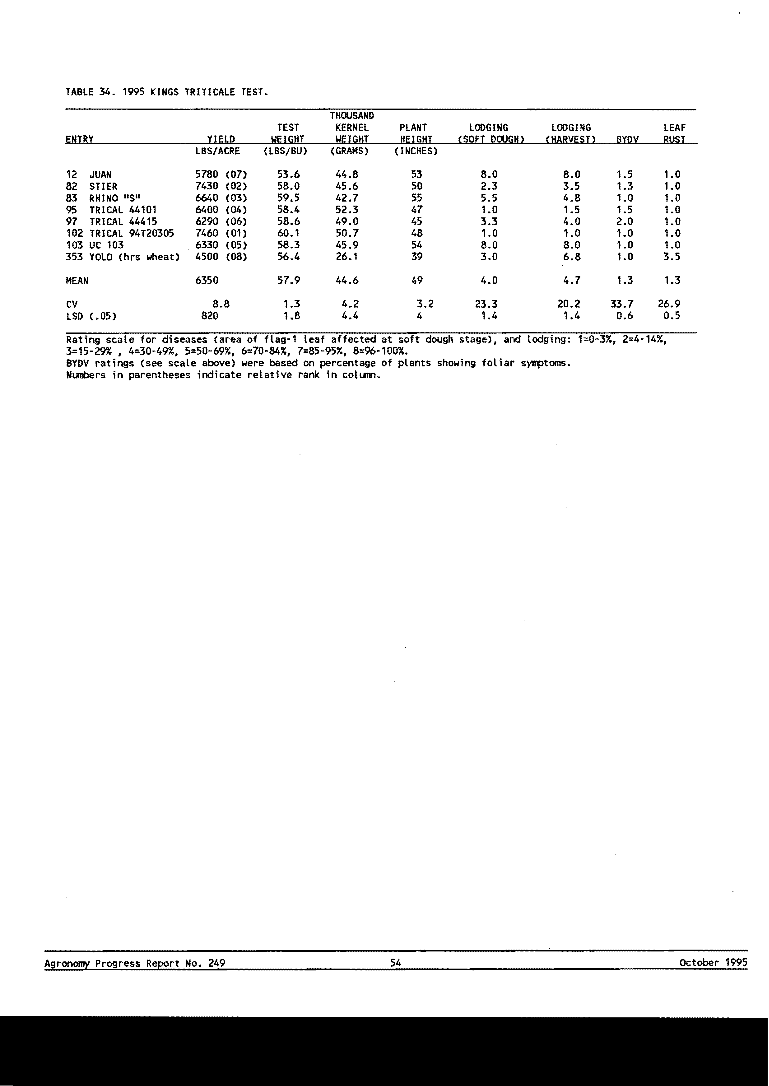 TABLE 34. 1995 KINGS TRITICALE TEST.
THOUSAND
TEST KERNEL PLANT LODGING LODGING LEAF
ENTRY YIELD WEIGHT WEIGHT HEIGHT (SOFT DOUGH) (HARVEST) BYDV RUST
LBS/ACRE (LBS/BU) (GRAMS) (INCHES)
12 JUAN 5780 (07) 53.6 44.8 53 8.0 8.0 1.5 1.0
82 STIER 7430 (02) 58.0 45.6 50 2.3 3.5 1.3 1.0
83 RHINO "S" 6640 (03) 59.5 42.7 55 5.5 4.8 1.0 1.0
95 TRICAL 44101 6400 (04) 58.4 52.3 47 1.0 1.5 1.5 1.0
97 TRICAL 44415 6290 (06) 58.6 49.0 45 3.3 4.0 2.0 1.0
102 TRICAL 94T20305 7460 (01) 60.1 50.7 48 1.0 1.0 1.0 1.0
103 UC 103 6330 (05) 58.3 45.9 54 8.0 8.0 1.0 1.0
353 YOLO (hrs wheat) 4500 (08) 56.4 26.1 39 3.0 6.8 1.0 3.5
MEAN 6350 57.9 44.6 49 4.0 4.7 1.3 1.3
CV 8.8 1.3 4.2 3.2 23.3 20.2 33.7 26.9
LSD (.05) 820 1.8 4.4 4 1.4 1.4 0.6 0.5
Rating scale for diseases (area of flag-1 leaf affected at soft dough stage), and lodging: 1=0-3%, 2=4-14%,
3=15-29% , 4=30-49%, 5=50-69%, 6=70-84%, 7=85-95%, 8=96-100%.
BYDV ratings (see scale above) were based on percentage of plants showing foliar symptoms.
Numbers in parentheses indicate relative rank in column.
Agronomy Progress Report No. 249 54 October 1995